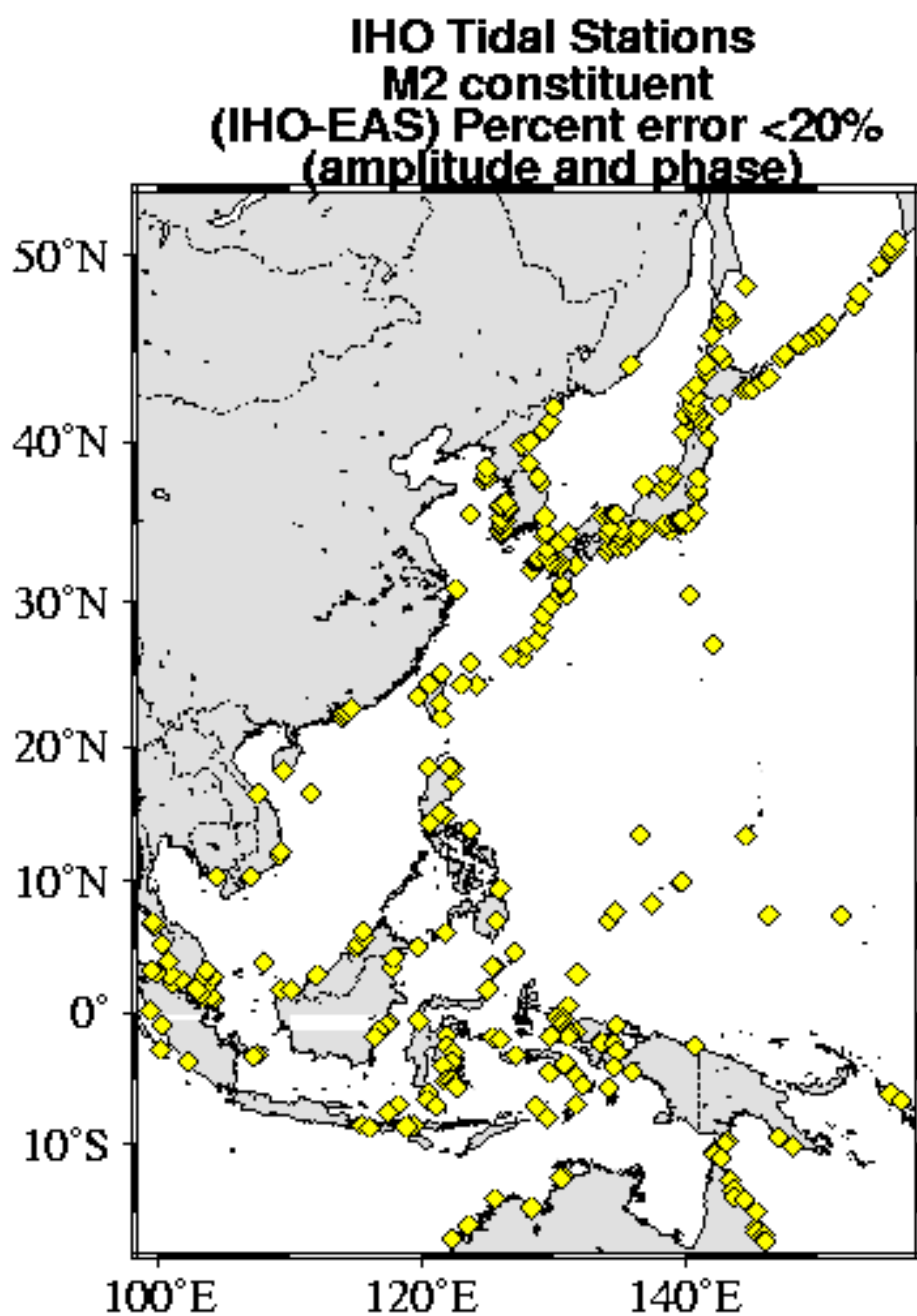 IHO Tidal Stations
M2 constituent
(IHO-EAS) Percent error <20%
(amplitude and phase)
50°N
40°N
30°N
20°N
10°N
0°
10°S
100°E 120°E 140°E